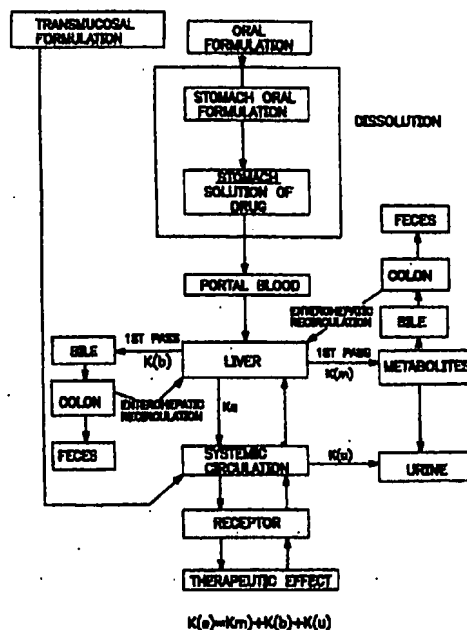 TRANSMUCOSAL
FORMULATION
ORAL
FORMULATION
STOMACH ORAL
FORMULATION
DISSOLUTION
STOMACH
SOLUTION OF
DRUG
FECES
COLON
PORTAL BLOOD
ENTEROHEPATIC
RECIRCULATION
BILE
1ST PASS
BILE
K(b)
LIVER
1ST PASS
K(m)
METABOLITES
COLON
ENTEROHEPATIC
RECIRCULATION
FECES
SYSTEMIC
CIRCULATION
K(u)
URINE
RECEPTOR
THERAPEUTIC EFFECT
K(e)=Km)+K(b)+K(u)